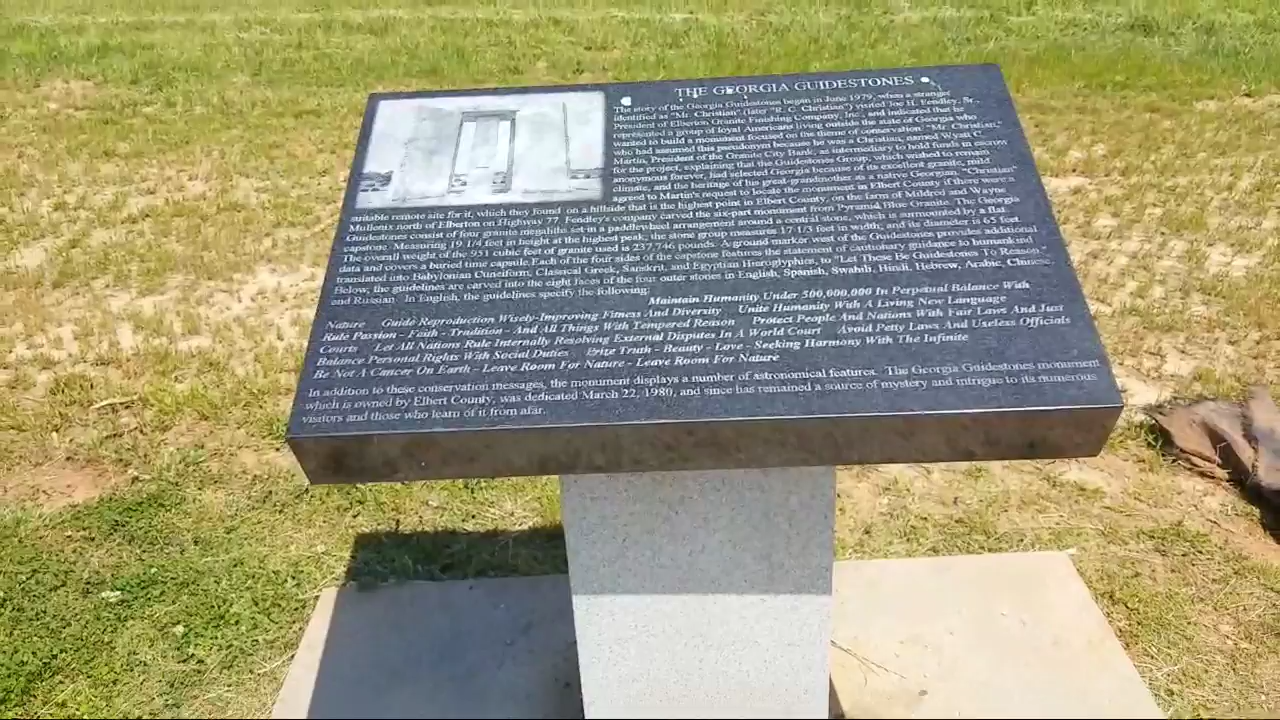 THE GEORGIA GUIDESTONES
The story of the Georgia Guidestones began in June 1979, when a stranger
identified as "Mr. Christian" (later "R. C. Christian") visited Joe H. Fendley, Sr.,
President of Elberton Granite Finishing Company, Inc., and indicated that he
represented a group of loyal Americans living outside the state of Georgia who
wanted to build a monument focused on the theme of conservation. "Mr. Christian,"
who had assumed this pseudonym because he was a Christian, named Wyatt C.
Martin, President of the Granite City Bank, as intermediary to hold funds in escrow
for the project, explaining that the Guidestones Group, which wished to remain
anonymous forever, had selected Georgia because of its excellent granite, mild
climate, and the heritage of his great-grandmother as a native Georgian. "Christian"
agreed to Martin's request to locate the monument in Elbert County if there were a
suitable remote site for it, which they found on a hillside that is the highest point in Elbert County, on the farm of Mildred and Wayne
Mullenix north of Elberton on Highway 77. Fendley's company carved the six-part monument from Pyramid Blue Granite. The Georgia
Guidestones consist of four granite megaliths set in a paddlewheel arrangement around a central stone, which is surmounted by a flat
capstone. Measuring 19 1/4 feet in height at the highest peak, the stone group measures 17 1/3 feet in width, and its diameter is 65 feet.
The overall weight of the 951 cubic feet of granite used is 237,746 pounds. A ground marker west of the Guidestones provides additional
data and covers a buried time capsule. Each of the four sides of the capstone features the statement of cautionary guidance to humankind
translated into Babylonian Cuneiform, Classical Greek, Sanskrit, and Egyptian Hieroglyphics, to "Let These Be Guidestones To Reason."
Below, the guidelines are carved into the eight faces of the four outer stones in English, Spanish, Swahili, Hindi, Hebrew, Arabic, Chinese,
and Russian. In English, the guidelines specify the following:
Maintain Humanity Under 500,000,000 In Perpetual Balance With
Nature Guide Reproduction Wisely-Improving Fitness And Diversity Unite Humanity With A Living New Language
Rule Passion - Faith - Tradition - And All Things With Tempered Reason Protect People And Nations With Fair Laws And Just
Courts Let All Nations Rule Internally Resolving External Disputes In A World Court Avoid Petty Laws And Useless Officials
Balance Personal Rights With Social Duties Prize Truth - Beauty - Love - Seeking Harmony With The Infinite
Be Not A Cancer On Earth - Leave Room For Nature - Leave Room For Nature
In addition to these conservation messages, the monument displays a number of astronomical features. The Georgia Guidestones monument
which is owned by Elbert County, was dedicated March 22, 1980, and since has remained a source of mystery and intrigue to its numerous
visitors and those who learn of it from afar.